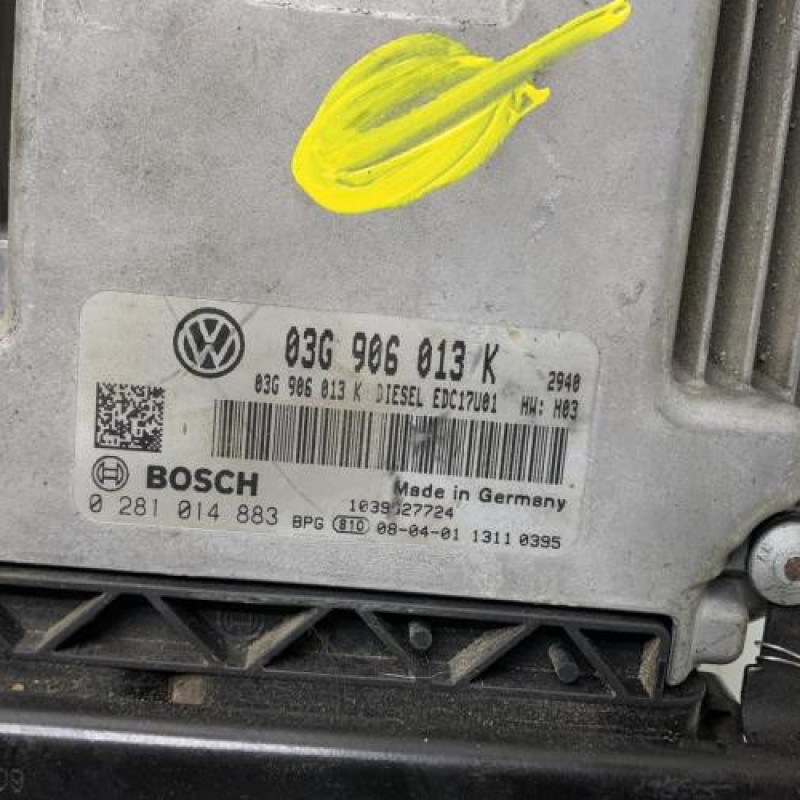 03G 906 013 K 2940
03G 906 013 K DIESEL EDC17U01 HW: H03
BOSCH Made in Germany
0 281 014 883 BPG 810 08-04-01 1311 0395